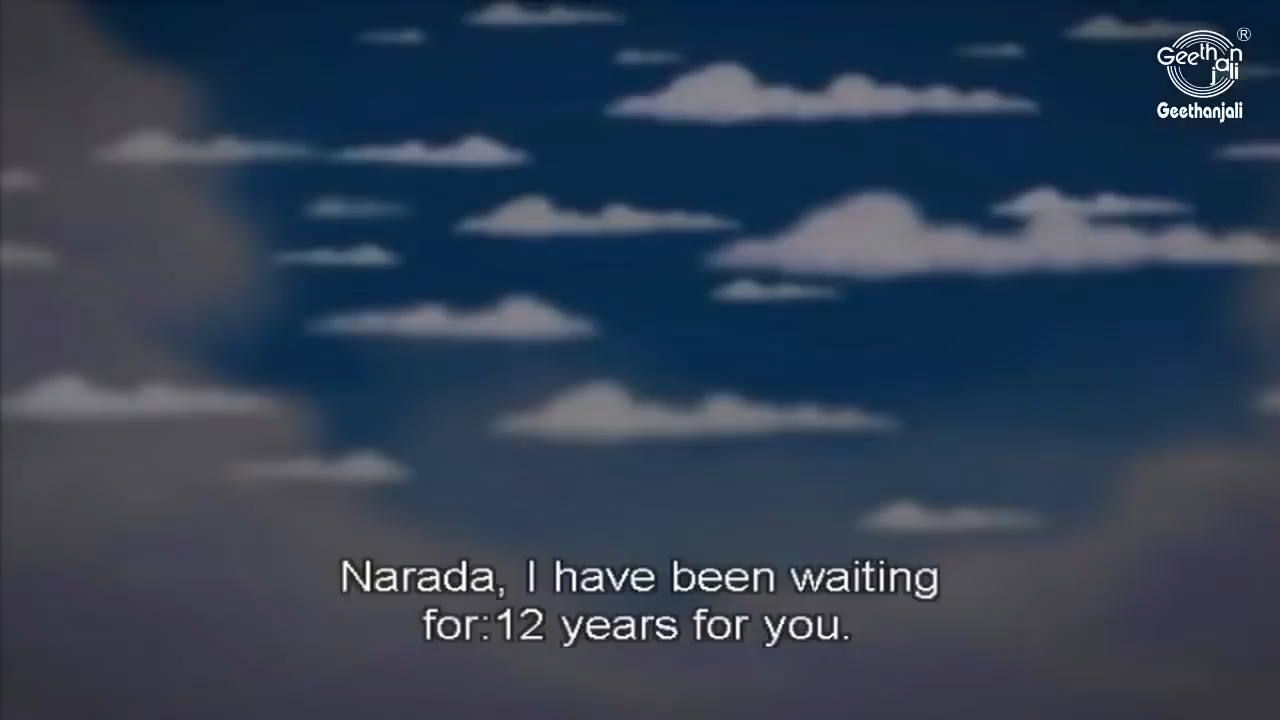 Geethanjali
®
Geethanjali
Narada, I have been waiting
for:12 years for you.